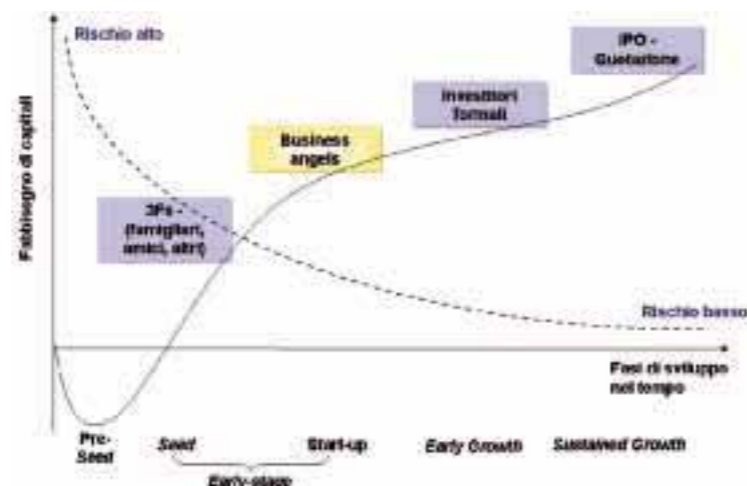 Rischio alto
IPO -
Quotazione
Investitori
formali
Business
angels
3Fs -
(famigliari,
amici, altri)
Fabbisogno di capitali
Rischio basso
Fasi di sviluppo
nel tempo
Pre-
Seed
Seed
Start-up
Early Growth
Sustained Growth
Early-stage